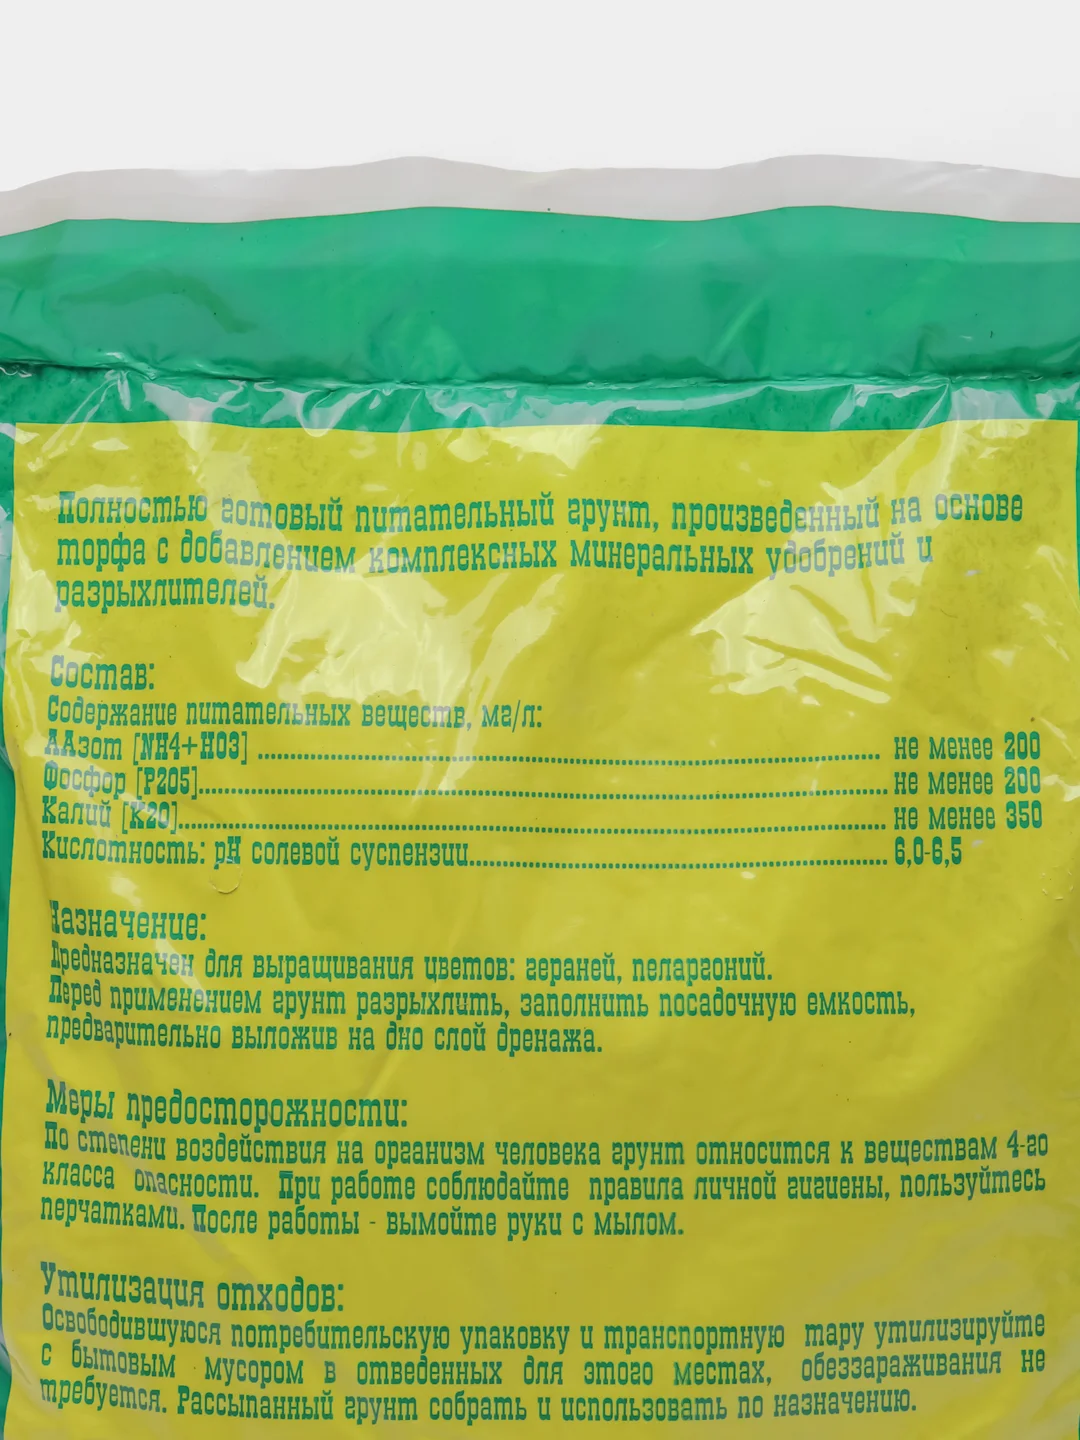 Полностью готовый питательный грунт, произведенный на основе
торфа с добавлением комплексных минеральных удобрений и
разрыхлителей.
Состав:
Содержание питательных веществ, мг/л:
ААзот [NH4+НО3] ........ не менее 200
Фосфор [P2O5] ........ не менее 200
Калий [K2O] ........ не менее 350
Кислотность: pH солевой суспензии ........ 6,0-6,5
Назначение:
Предназначен для выращивания цветов: гераней, пеларгоний.
Перед применением грунт разрыхлить, заполнить посадочную емкость,
предварительно выложив на дно слой дренажа.
Меры предосторожности:
По степени воздействия на организм человека грунт относится к веществам 4-го
класса опасности. При работе соблюдайте правила личной гигиены, пользуйтесь
перчатками. После работы - вымойте руки с мылом.
Утилизация отходов:
Освободившуюся потребительскую упаковку и транспортную тару утилизируйте
с бытовым мусором в отведенных для этого местах, обеззараживания не
требуется. Рассыпанный грунт собрать и использовать по назначению.